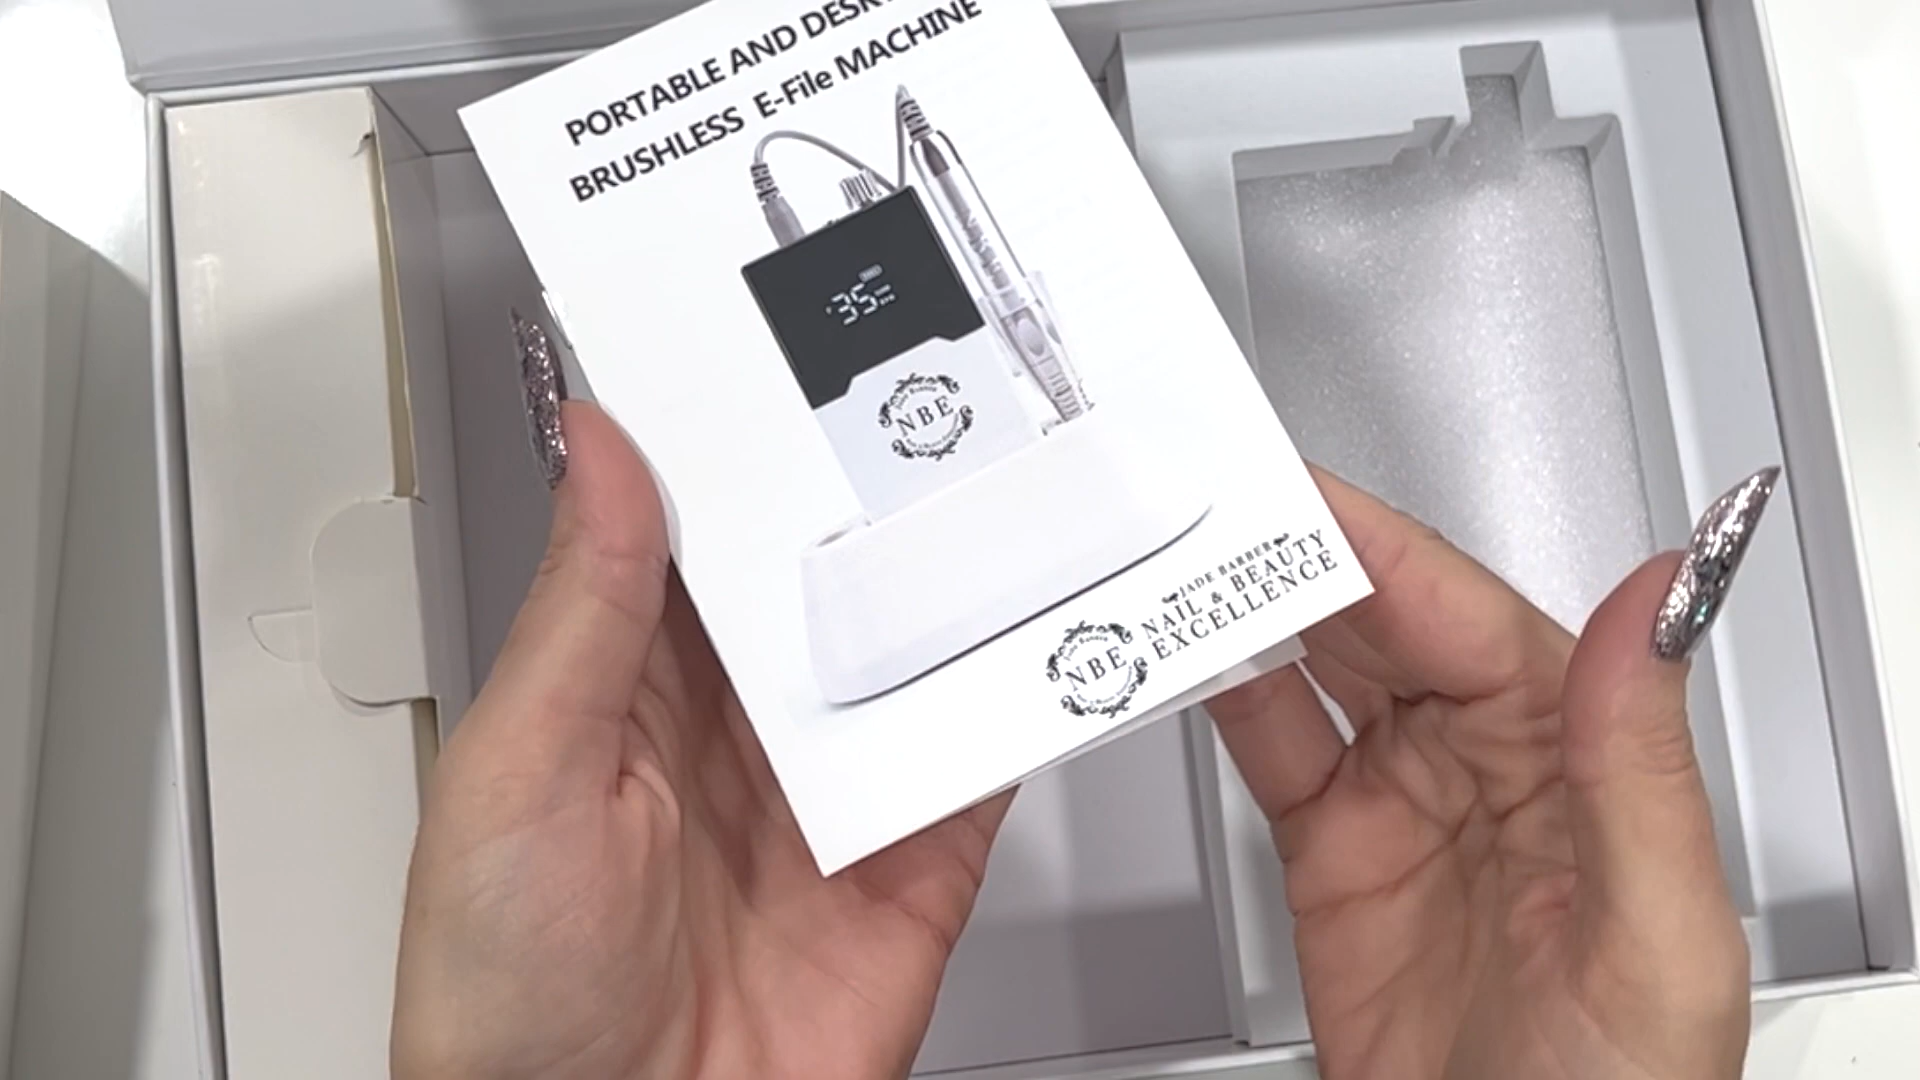 PORTABLE AND DESK
BRUSHLESS E-File MACHINE
35
NBE
JADE BARBER
NAIL & BEAUTY
EXCELLENCE
NBE